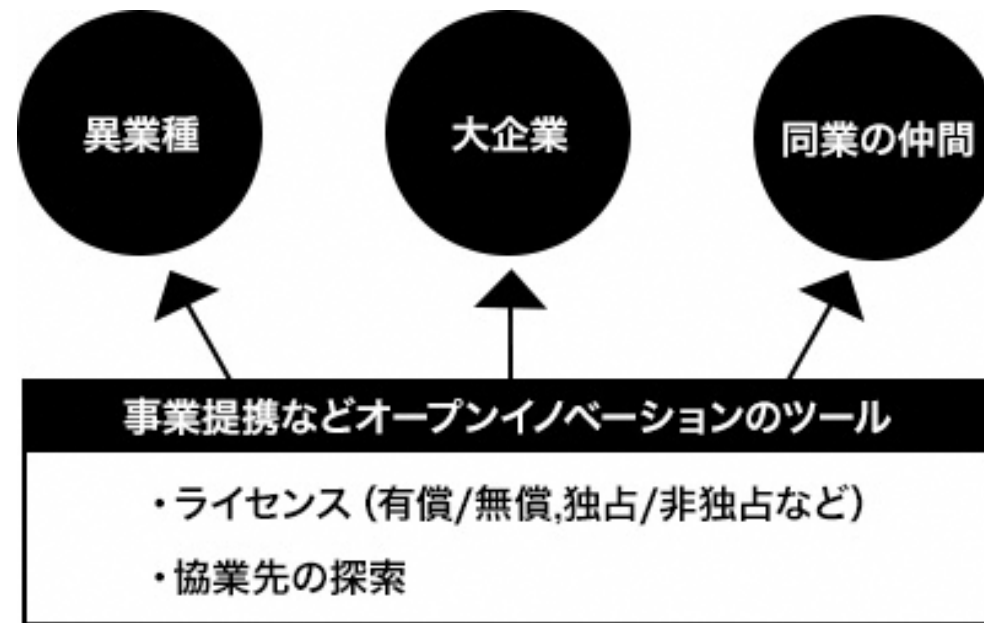 異業種
大企業
同業の仲間
事業提携などオープンイノベーションのツール
・ライセンス（有償/無償,独占/非独占など）
・協業先の探索